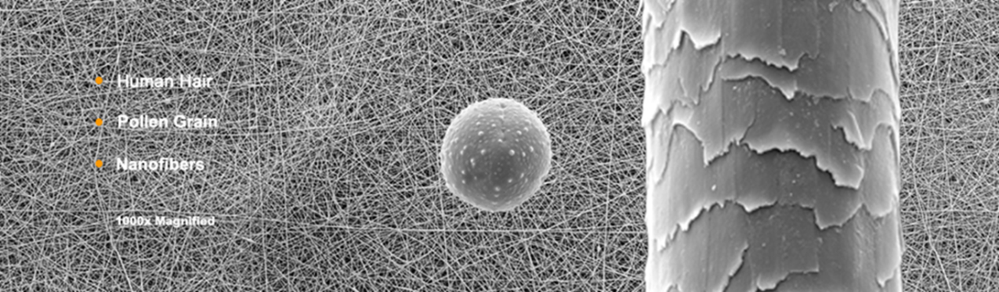 Human Hair
Pollen Grain
Nanofibers
1000x Magnified